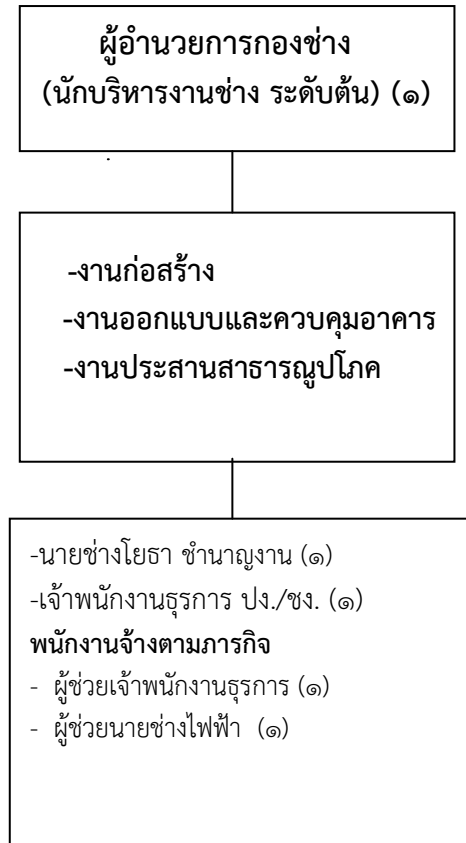 ผู้อำนวยการกองช่าง
(นักบริหารงานช่าง ระดับต้น) (๑)
-งานก่อสร้าง
-งานออกแบบและควบคุมอาคาร
-งานประสานสาธารณูปโภค
-นายช่างโยธา ชำนาญงาน (๑)
-เจ้าพนักงานธุรการ ปง./ชง. (๑)
พนักงานจ้างตามภารกิจ
- ผู้ช่วยเจ้าพนักงานธุรการ (๑)
- ผู้ช่วยนายช่างไฟฟ้า (๑)